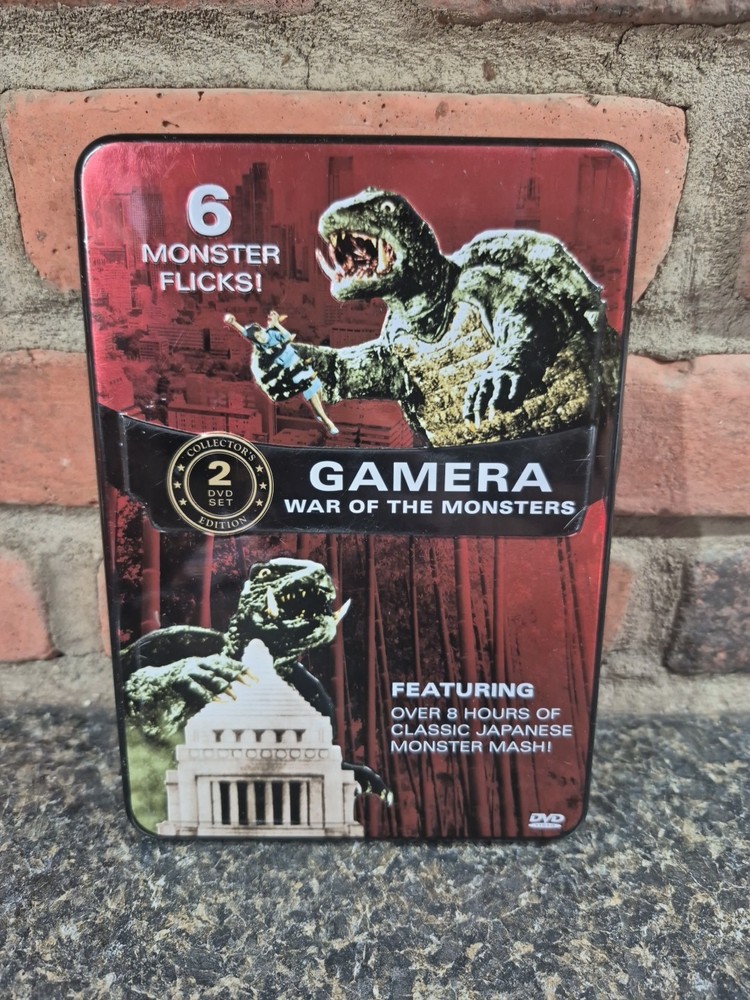 6
MONSTER
FLICKS!
COLLECTOR'S
2
DVD
SET
EDITION
GAMERA
WAR OF THE MONSTERS
FEATURING
OVER 8 HOURS OF
CLASSIC JAPANESE
MONSTER MASH!
DVD